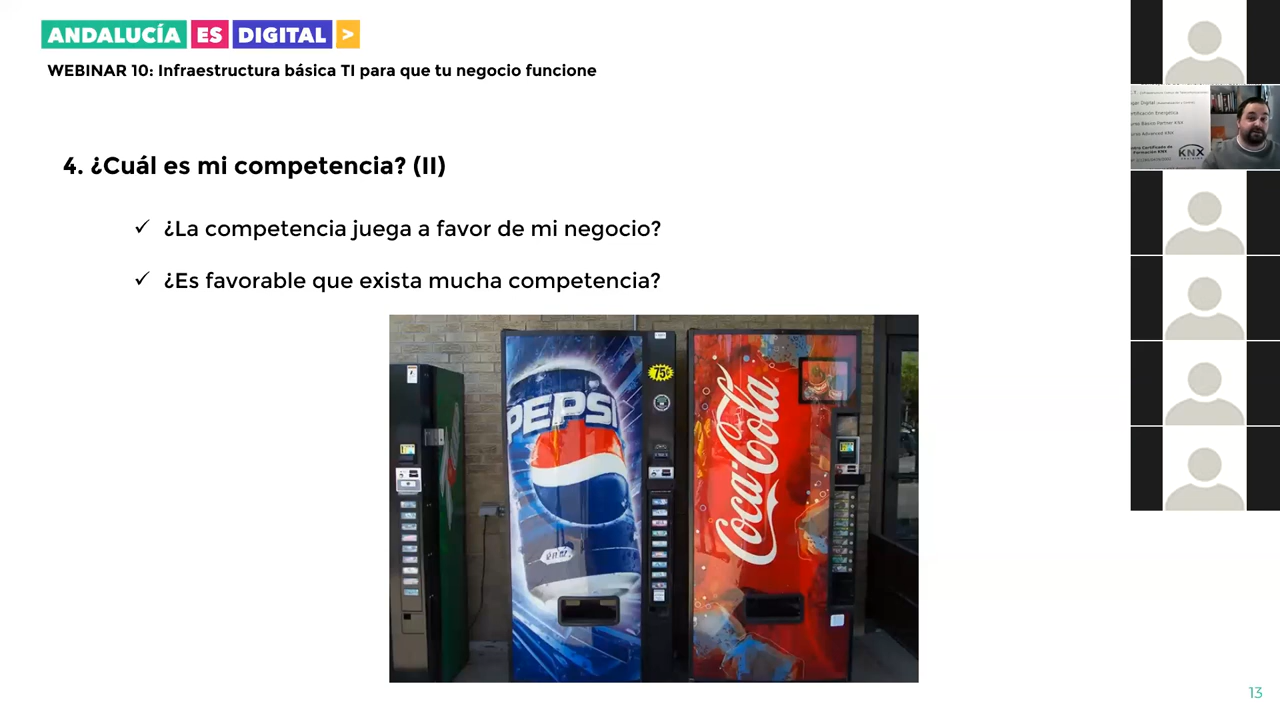 ANDALUCÍA ES DIGITAL >
WEBINAR 10: Infraestructura básica TI para que tu negocio funcione
4. ¿Cuál es mi competencia? (II)
✓ ¿La competencia juega a favor de mi negocio?
✓ ¿Es favorable que exista mucha competencia?
PEPSI
75¢
Coca-Cola
Certificación Energética
KNX
13